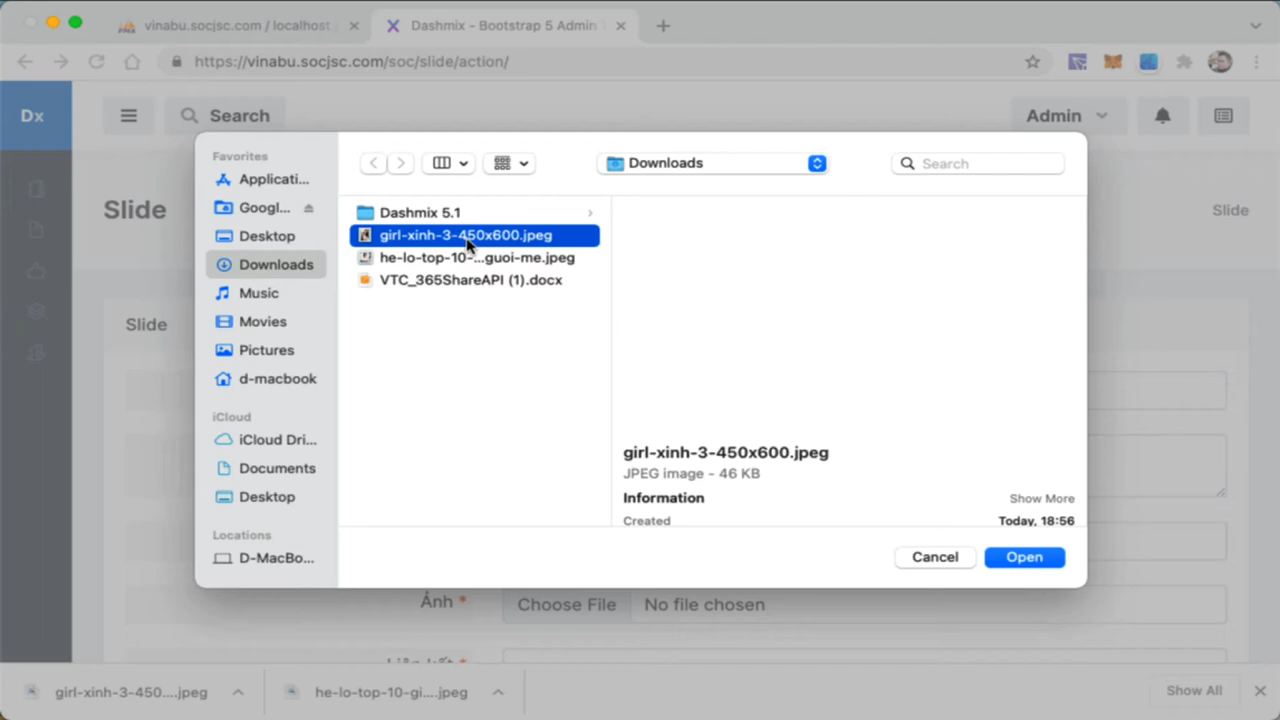 vinabu.socjsc.com / localhost
Dashmix - Bootstrap 5 Admin
https://vinabu.socjsc.com/soc/slide/action/
Dx
Search
Admin
Favorites
Applicati...
Googl...
Desktop
Downloads
Music
Movies
Pictures
d-macbook
iCloud
iCloud Dri...
Documents
Desktop
Locations
D-MacBo...
Downloads
Search
Dashmix 5.1
girl-xinh-3-450x600.jpeg
he-lo-top-10-...guoi-me.jpeg
VTC_365ShareAPI (1).docx
girl-xinh-3-450x600.jpeg
JPEG image - 46 KB
Information
Show More
Created
Today, 18:56
Cancel
Open
Slide
Slide
Slide
Ảnh *
Choose File
No file chosen
Liên kết *
girl-xinh-3-450....jpeg
he-lo-top-10-gi....jpeg
Show All